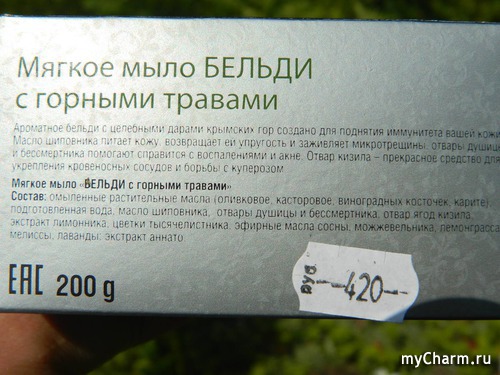 Мягкое мыло БЕЛЬДИ
с горными травами
Ароматное бельди с целебными дарами крымских гор создано для поднятия иммунитета вашей кожи.
Масло шиповника питает кожу, возвращает ей упругость и заживляет микротрещины, отвары душицы
и бессмертника помогают справится с воспалениями и акне. Отвар кизила – прекрасное средство для
укрепления кровеносных сосудов и борьбы с куперозом.
Мягкое мыло «БЕЛЬДИ с горными травами»
Состав: омыленные растительные масла (оливковое, касторовое, виноградных косточек, карите),
подготовленная вода, масло шиповника, отвары душицы и бессмертника, отвар ягод кизила,
экстракт лимонника, цветки тысячелистника, эфирные масла сосны, можжевельника, лемонграсса,
мелиссы, лаванды, экстракт аннато.
EAC 200 g
руб -420-
myCharm.ru